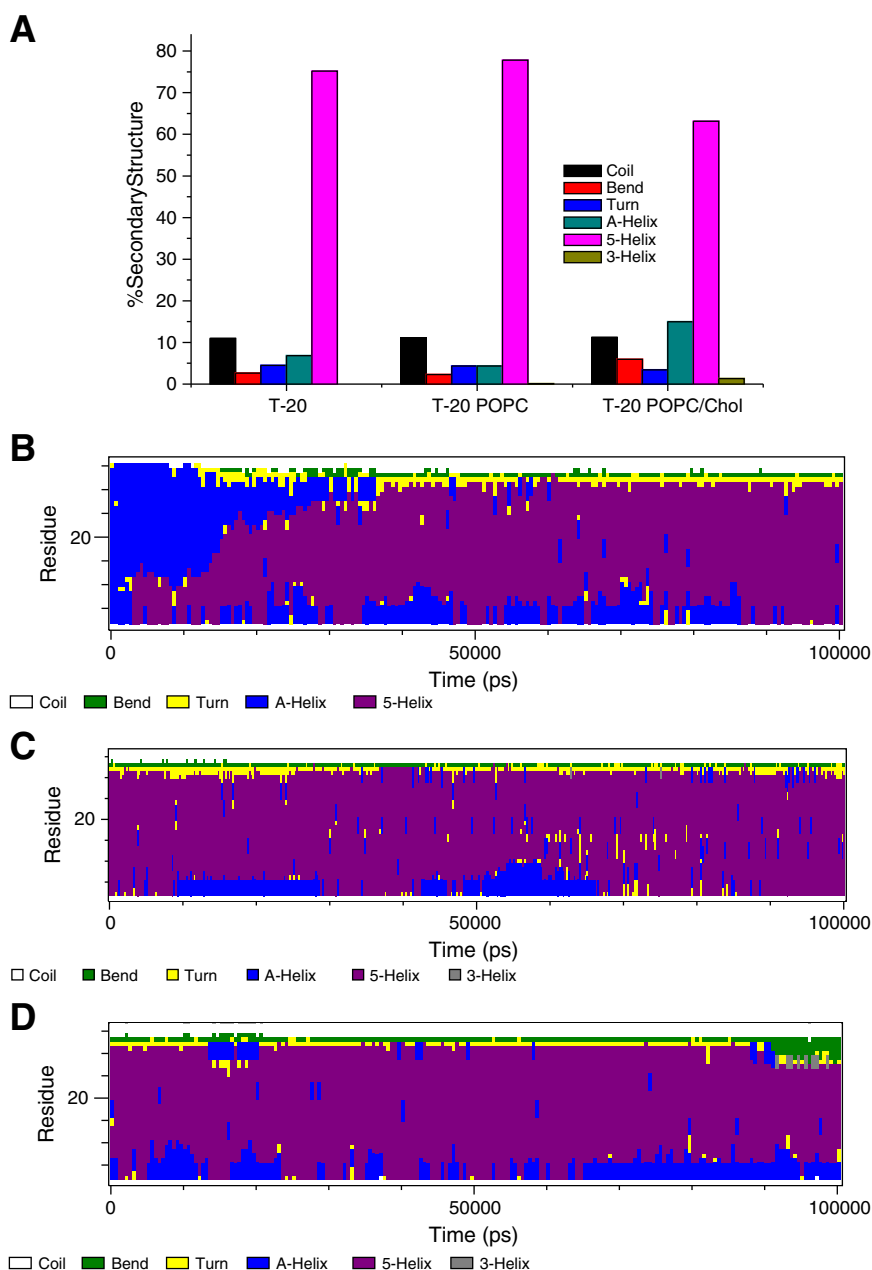 A
%SecondaryStructure
80
70
60
50
40
30
20
10
0
Coil
Bend
Turn
A-Helix
5-Helix
3-Helix
T-20
T-20 POPC
T-20 POPC/Chol
B
Residue
20
0
50000
100000
Time (ps)
Coil
Bend
Turn
A-Helix
5-Helix
C
Residue
20
0
50000
100000
Time (ps)
Coil
Bend
Turn
A-Helix
5-Helix
3-Helix
D
Residue
20
0
50000
100000
Time (ps)
Coil
Bend
Turn
A-Helix
5-Helix
3-Helix